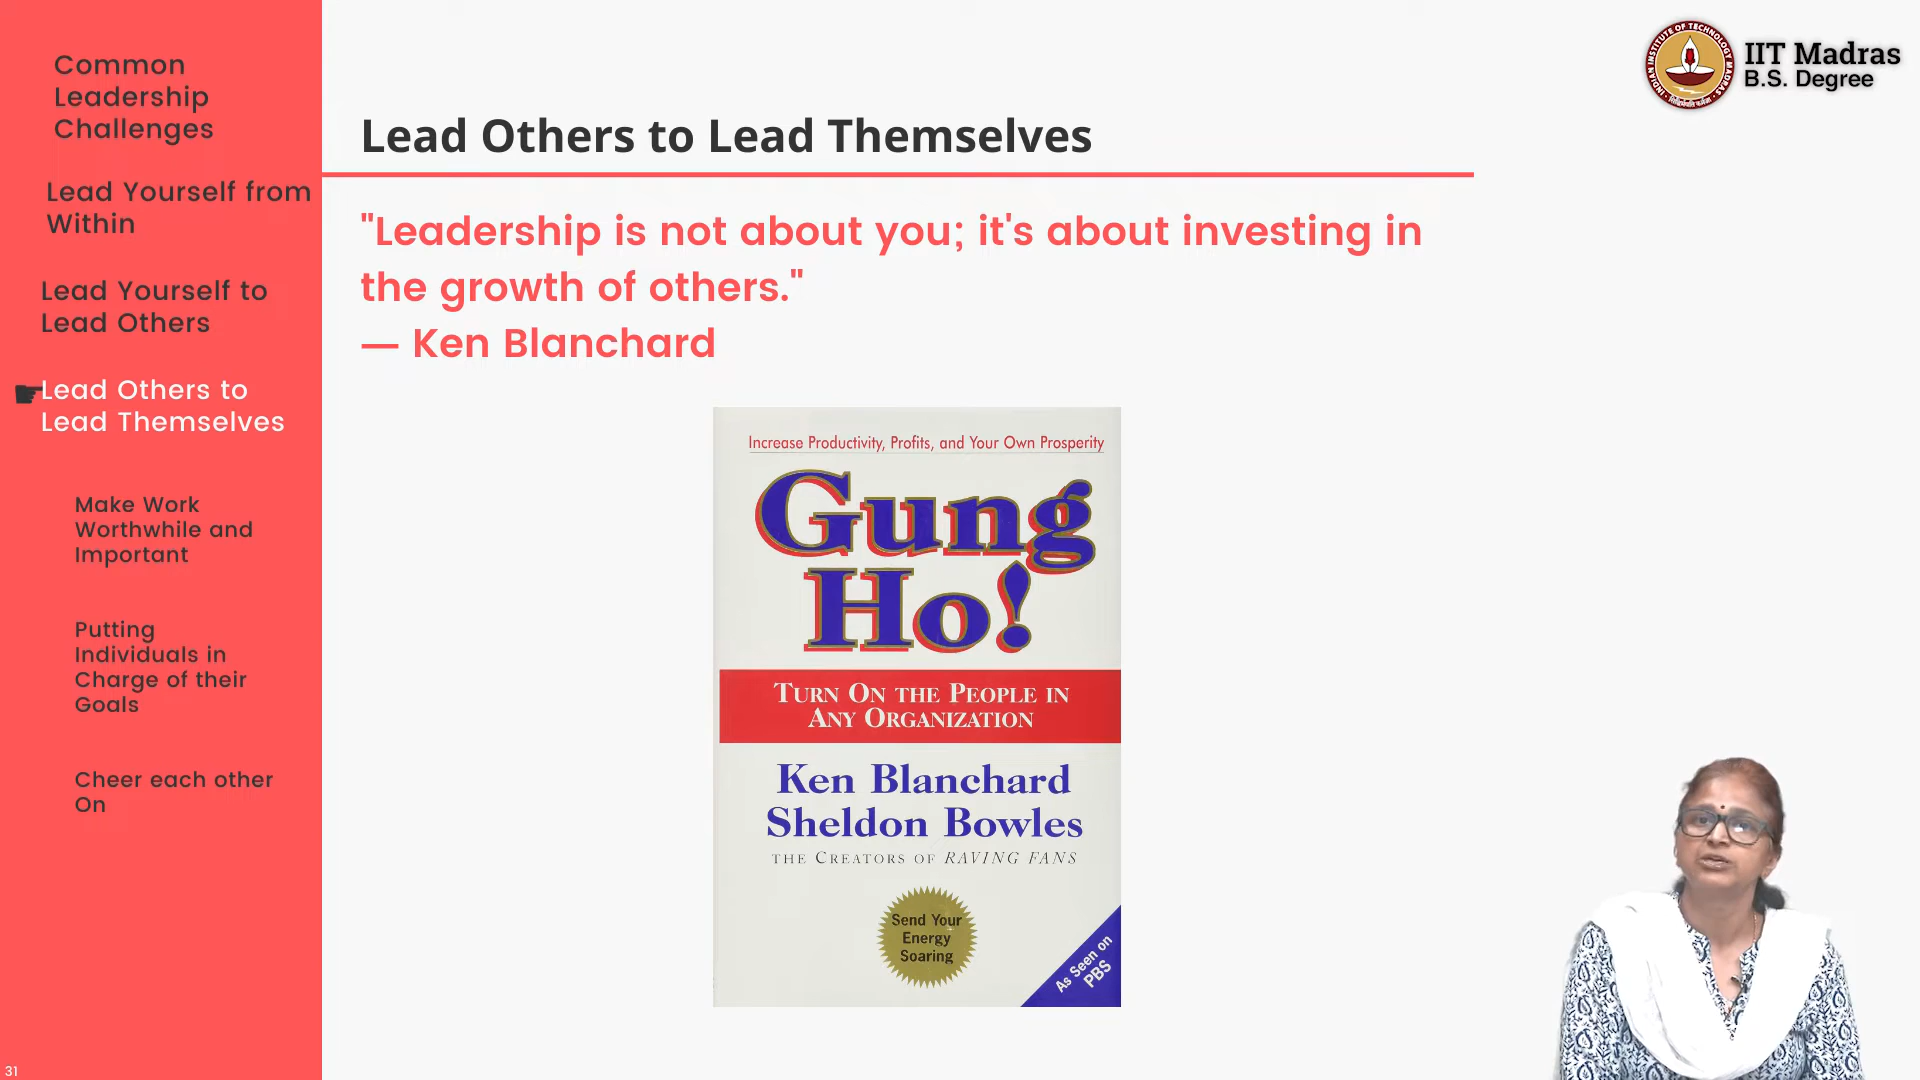 Common
Leadership
Challenges
Lead Yourself from
Within
Lead Yourself to
Lead Others
☛Lead Others to
Lead Themselves
Make Work
Worthwhile and
Important
Putting
Individuals in
Charge of their
Goals
Cheer each other
On
31
IIT Madras
B.S. Degree
INDIAN INSTITUTE OF TECHNOLOGY MADRAS
Lead Others to Lead Themselves
"Leadership is not about you; it's about investing in
the growth of others."
— Ken Blanchard
Increase Productivity, Profits, and Your Own Prosperity
Gung
Ho!
TURN ON THE PEOPLE IN
ANY ORGANIZATION
Ken Blanchard
Sheldon Bowles
THE CREATORS OF RAVING FANS
Send Your
Energy
Soaring
As Seen on
PBS